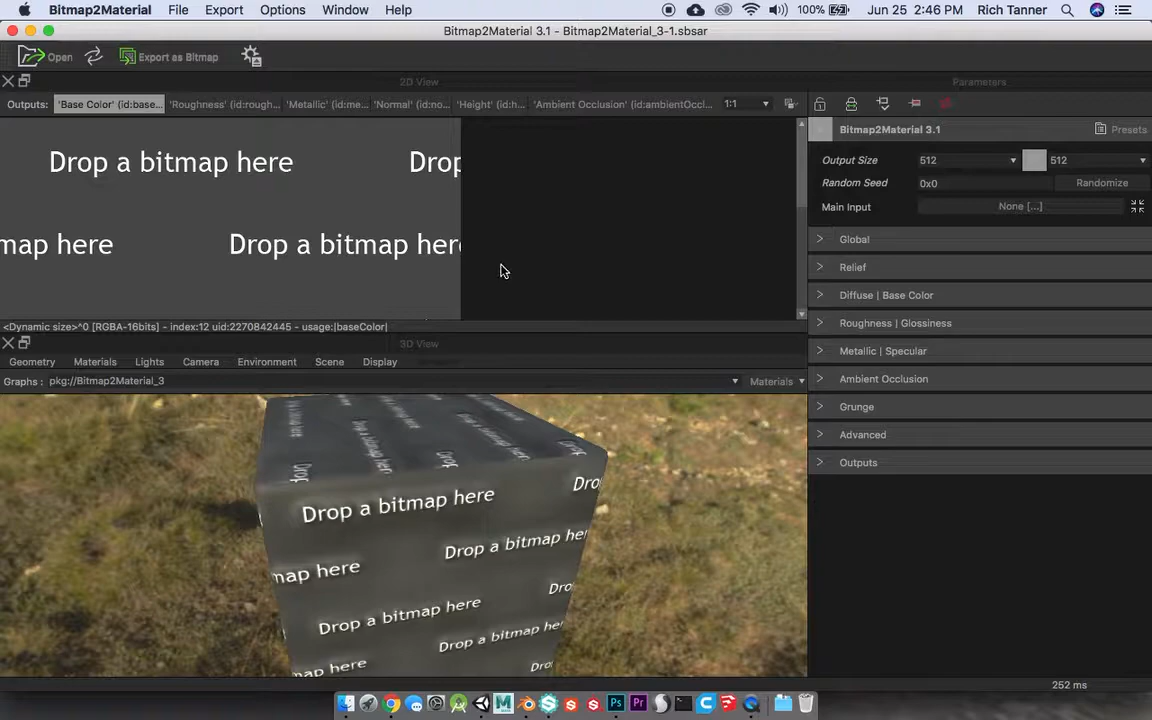 Bitmap2Material File Export Options Window Help 100% Jun 25 2:46 PM Rich Tanner
Bitmap2Material 3.1 - Bitmap2Material_3-1.sbsar
Open Export as Bitmap
2D View Parameters
Outputs: 'Base Color' (id:base... 'Roughness' (id:rough... 'Metallic' (id:me... 'Normal' (id:no... 'Height' (id:h... 'Ambient Occlusion' (id:ambientOccl... 1:1
Bitmap2Material 3.1 Presets
Output Size 512 512
Random Seed 0x0 Randomize
Main Input None [...]
Global
Relief
Diffuse | Base Color
Roughness | Glossiness
Metallic | Specular
Ambient Occlusion
Grunge
Advanced
Outputs
Drop a bitmap here Drop
map here Drop a bitmap here
<Dynamic size>^0 [RGBA-16bits] - index:12 uid:2270842445 - usage:|baseColor|
3D View
Geometry Materials Lights Camera Environment Scene Display
Graphs : pkg://Bitmap2Material_3 Materials
Drop a bitmap here Dro
map here Drop a bitmap her
Drop a bitmap here Dro
map here Drop a bitmap her
Dro
252 ms